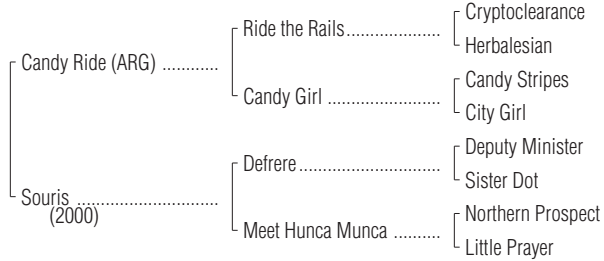 Cryptoclearance
Ride the Rails....................
Herbalesian
Candy Ride (ARG) ............
Candy Stripes
Candy Girl ........................
City Girl
Deputy Minister
Defrere..............................
Sister Dot
Souris ..............................
(2000)
Northern Prospect
Meet Hunca Munca ..........
Little Prayer